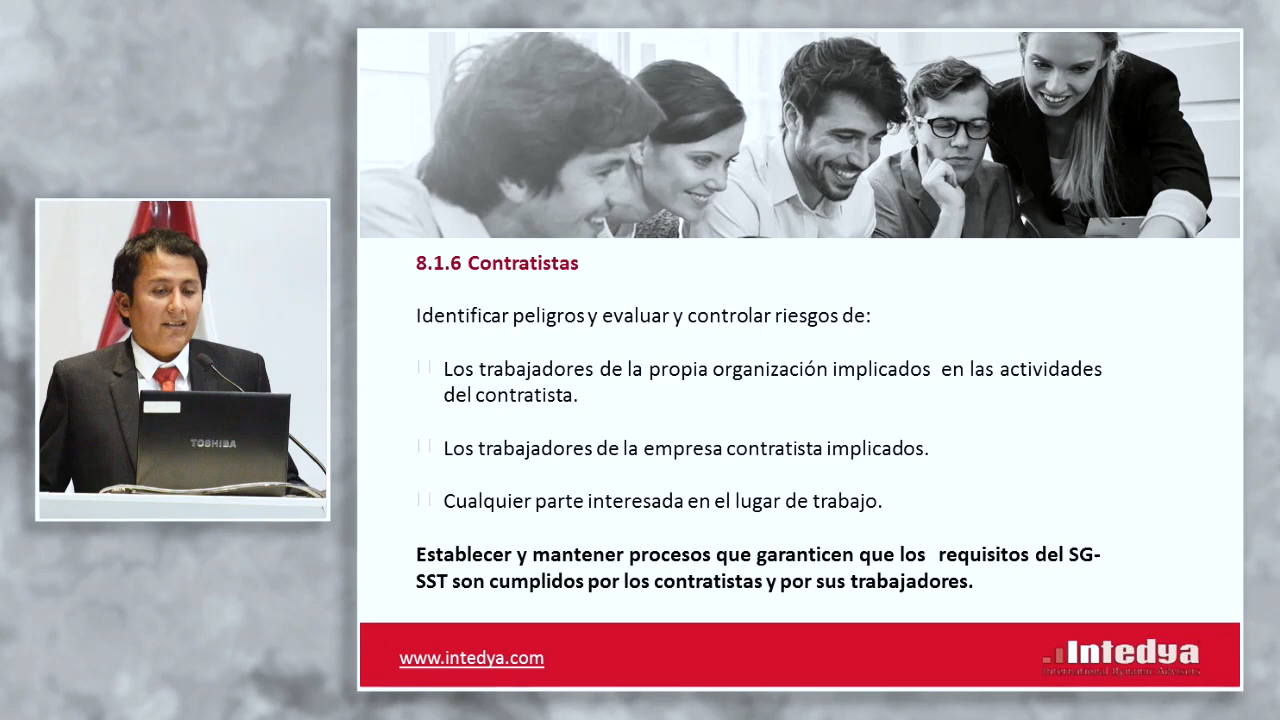 TOSHIBA
8.1.6 Contratistas
Identificar peligros y evaluar y controlar riesgos de:
Los trabajadores de la propia organización implicados en las actividades
del contratista.
Los trabajadores de la empresa contratista implicados.
Cualquier parte interesada en el lugar de trabajo.
Establecer y mantener procesos que garanticen que los requisitos del SG-
SST son cumplidos por los contratistas y por sus trabajadores.
www.intedya.com
Intedya
International Dynamic Advisors